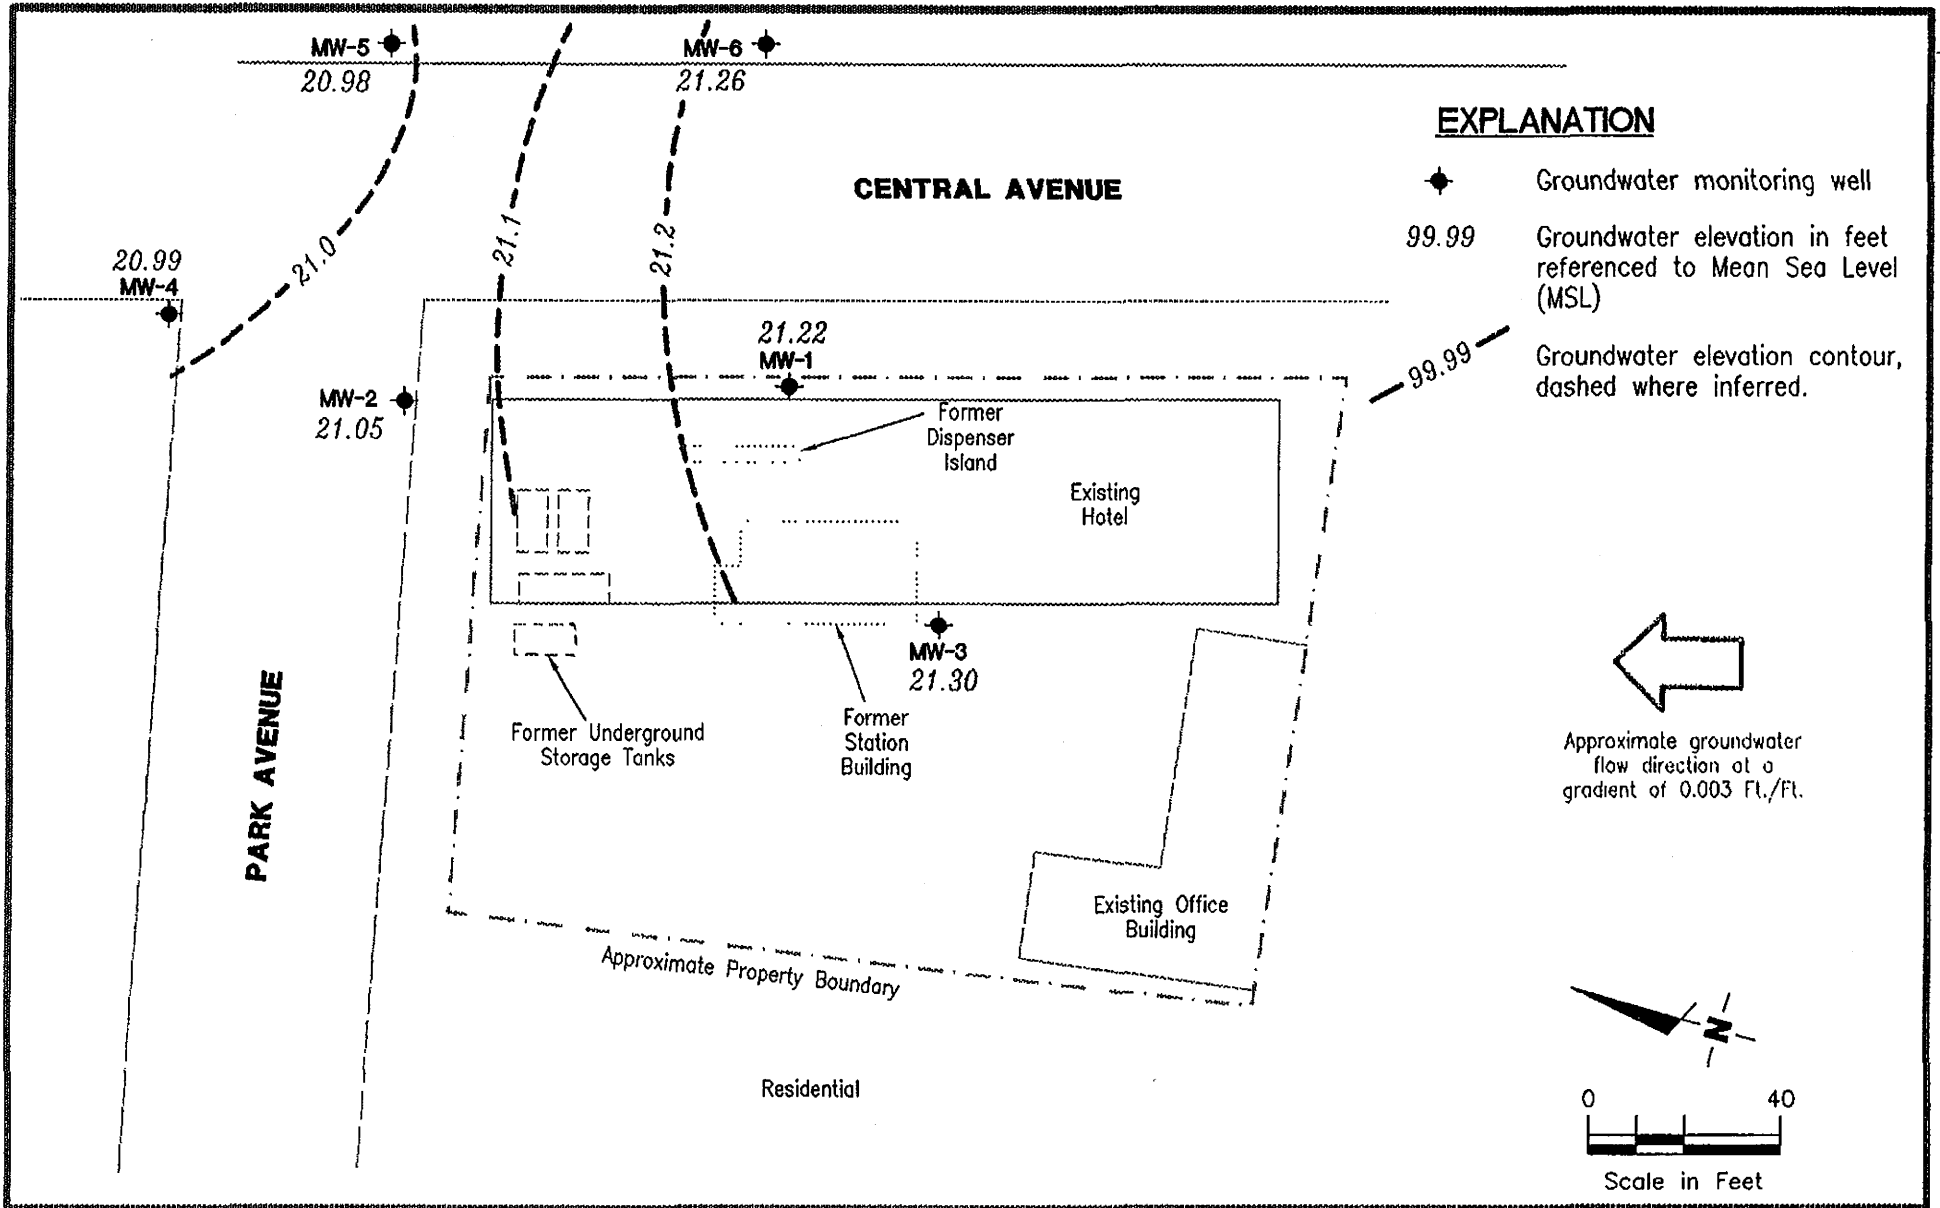 MW-5
20.98
MW-6
21.26
EXPLANATION
Groundwater monitoring well
99.99
Groundwater elevation in feet
referenced to Mean Sea Level
(MSL)
99.99
Groundwater elevation contour,
dashed where inferred.
CENTRAL AVENUE
21.0
21.1
21.2
20.99
MW-4
21.22
MW-1
MW-2
21.05
Former
Dispenser
Island
Existing
Hotel
MW-3
21.30
Former Underground
Storage Tanks
Former
Station
Building
PARK AVENUE
Approximate groundwater
flow direction at a
gradient of 0.003 Ft./Ft.
Existing Office
Building
Approximate Property Boundary
Residential
N
0 40
Scale in Feet